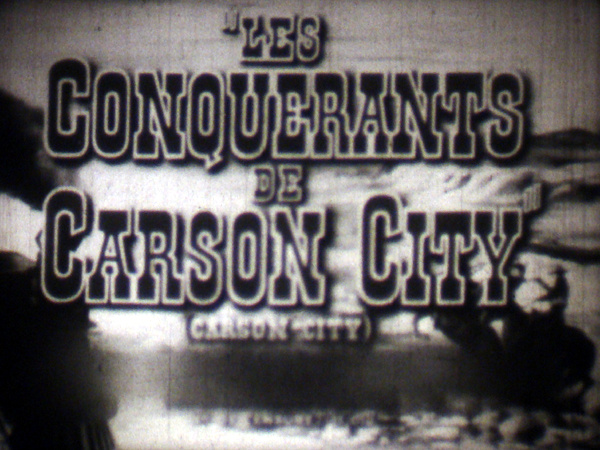 "LES
CONQUERANTS
DE
CARSON CITY"
(CARSON CITY)